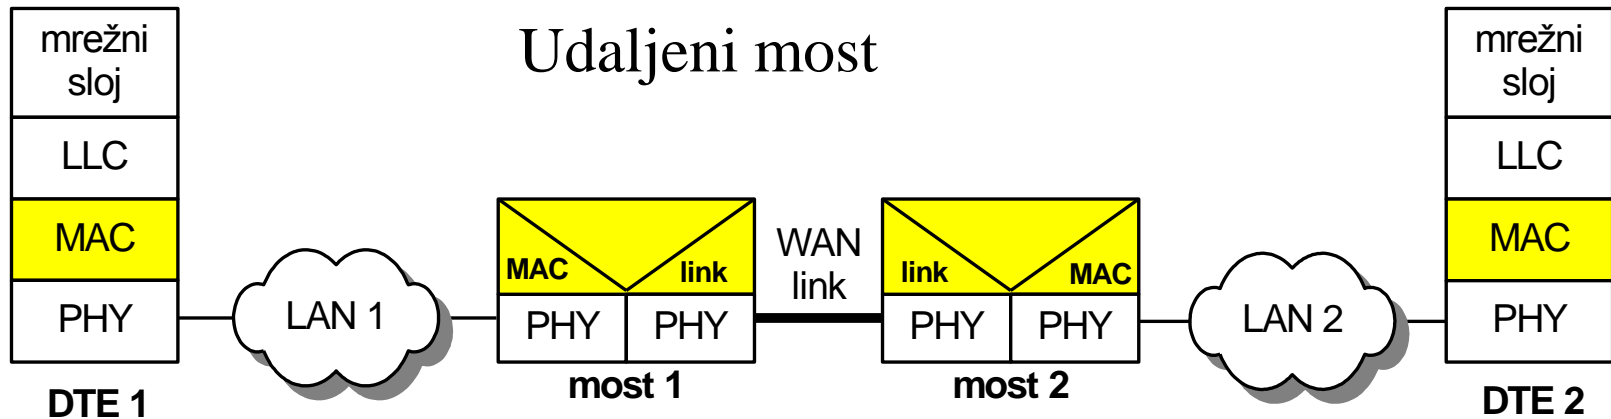 Udaljeni most
mrežni
sloj
LLC
MAC
PHY
DTE 1
LAN 1
MAC
link
PHY
PHY
most 1
WAN
link
link
MAC
PHY
PHY
most 2
LAN 2
mrežni
sloj
LLC
MAC
PHY
DTE 2